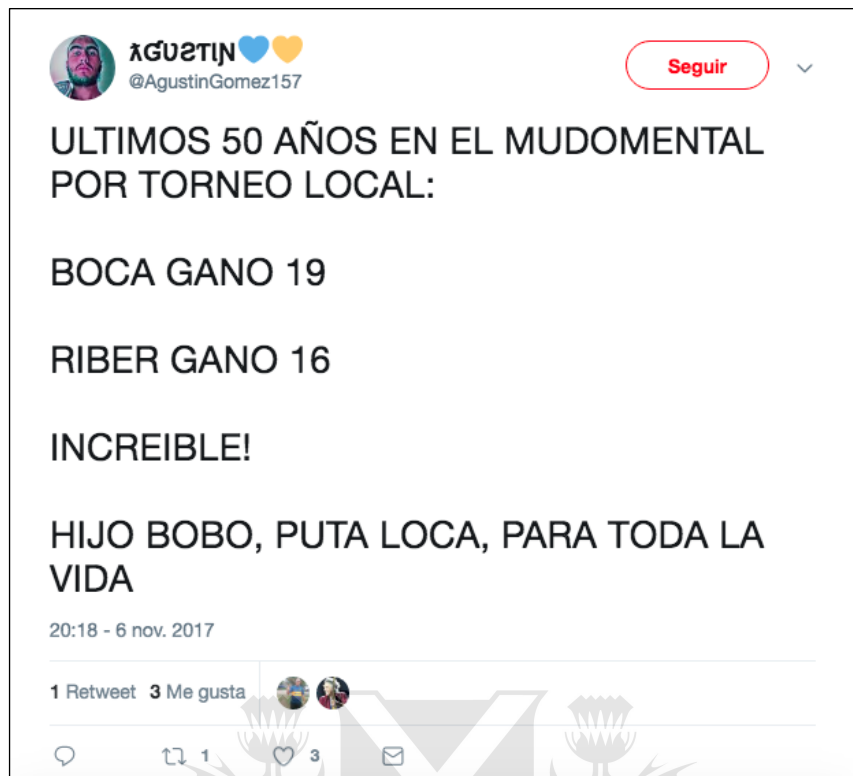 ꓥGUƧTIꓠ💙💛
@AgustinGomez157
Seguir
ULTIMOS 50 AÑOS EN EL MUDOMENTAL
POR TORNEO LOCAL:
BOCA GANO 19
RIBER GANO 16
INCREIBLE!
HIJO BOBO, PUTA LOCA, PARA TODA LA
VIDA
20:18 - 6 nov. 2017
1 Retweet 3 Me gusta
1 3